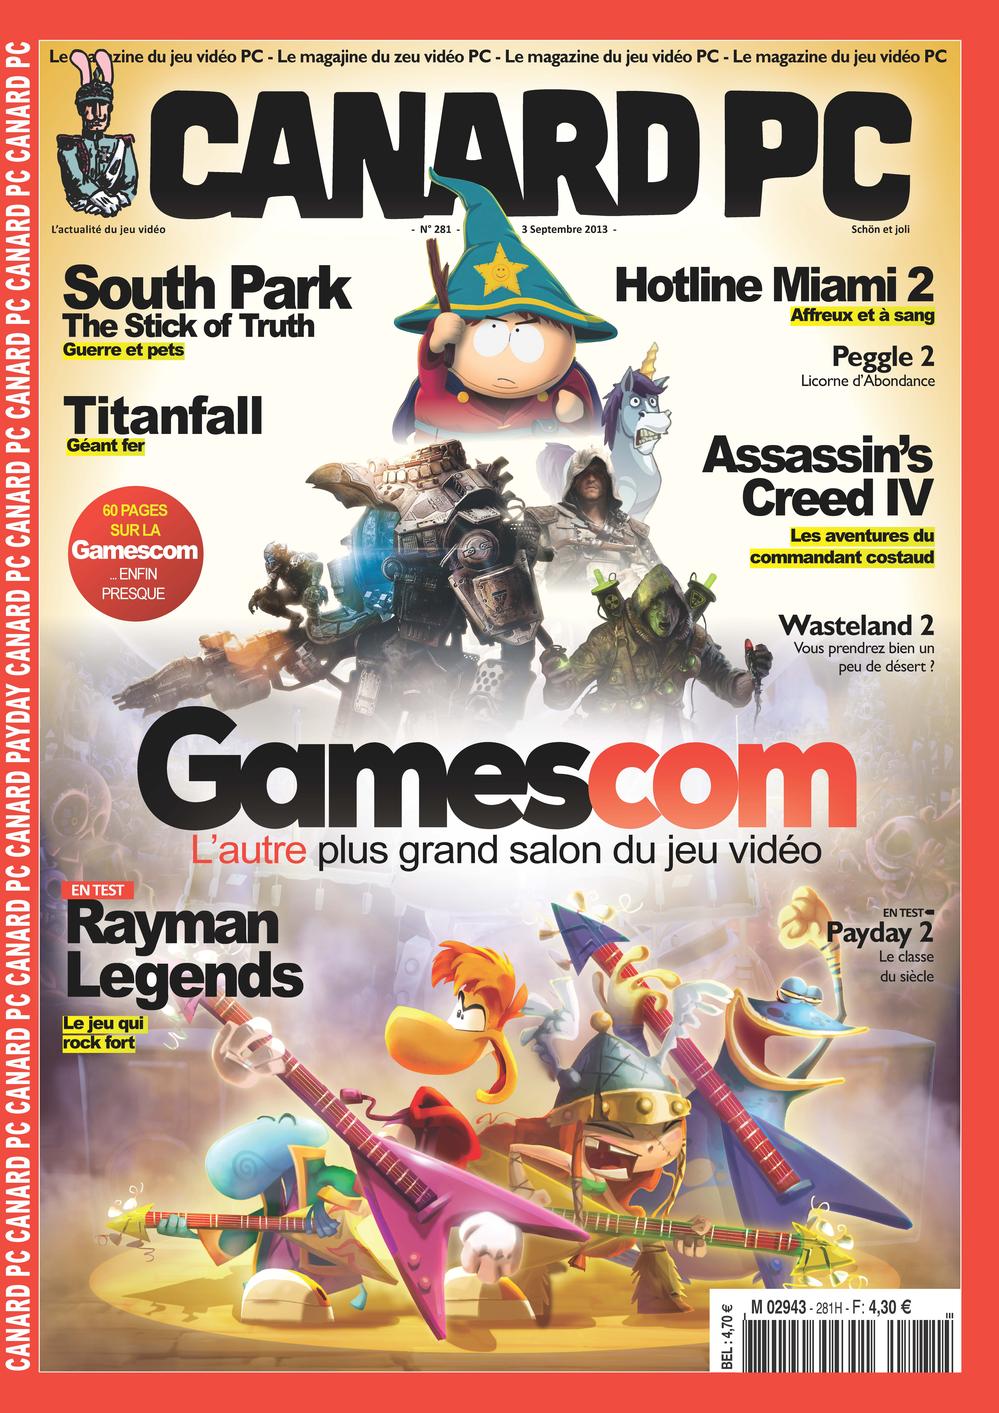 Le magazine du jeu vidéo PC - Le magajine du zeu vidéo PC - Le magazine du jeu vidéo PC - Le magazine du jeu vidéo PC
CANARD PC
L'actualité du jeu vidéo
- N° 281 -
3 Septembre 2013 -
Schön et joli
CANARD PC CANARD PC CANARD PC CANARD PC CANARD PAYDAY CANARD PC CANARD PC CANARD PC CANARD PC CANARD PC
South Park
The Stick of Truth
Guerre et pets
Titanfall
Géant fer
60 PAGES
SUR LA
Gamescom
... ENFIN
PRESQUE
Hotline Miami 2
Affreux et à sang
Peggle 2
Licorne d'Abondance
Assassin's
Creed IV
Les aventures du
commandant costaud
Wasteland 2
Vous prendrez bien un
peu de désert ?
Gamescom
L'autre plus grand salon du jeu vidéo
EN TEST
Rayman
Legends
Le jeu qui
rock fort
EN TEST
Payday 2
Le classe
du siècle
BEL : 4,70 €
M 02943 - 281H - F: 4,30 €